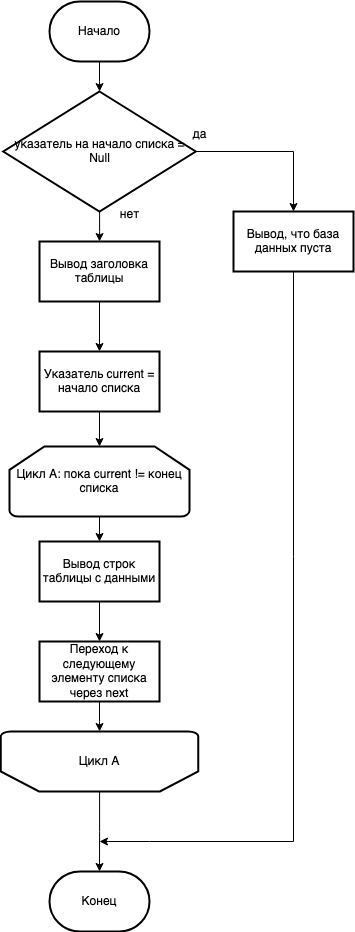 Начало
указатель на начало списка =
Null
да
нет
Вывод заголовка
таблицы
Вывод, что база
данных пуста
Указатель current =
начало списка
Цикл А: пока current != конец
списка
Вывод строк
таблицы с данными
Переход к
следующему
элементу списка
через next
Цикл А
Конец